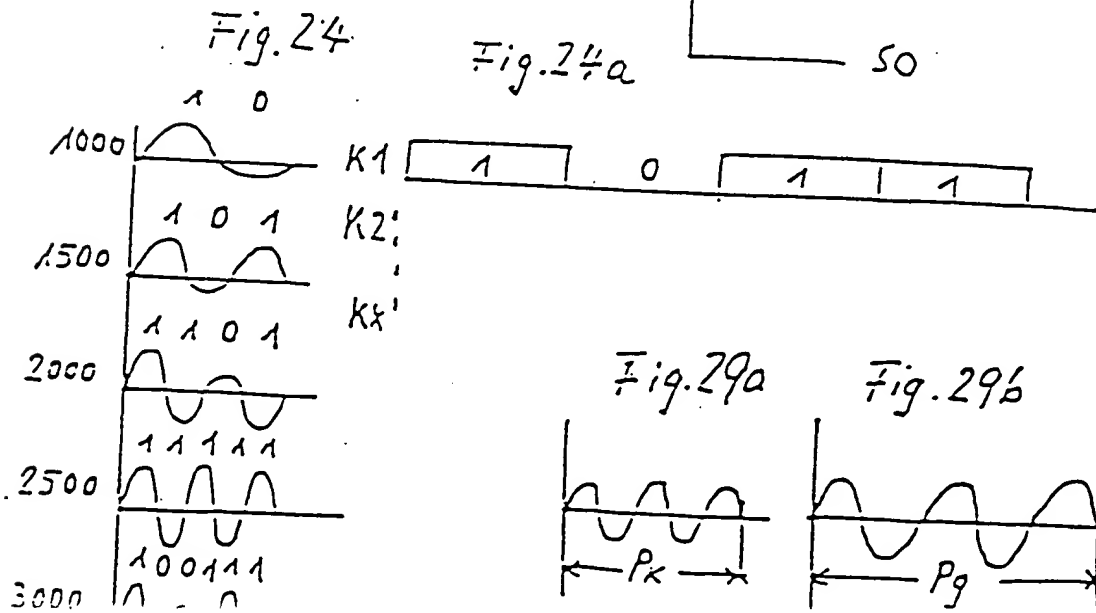 Fig. 24
Fig. 24a
50
1 0
1000
K1 1 0 1 1
1 0 1
K2
1500
Kx
1 1 0 1
2000
Fig. 29a
Fig. 29b
1 1 1 1 1
2500
1 0 0 1 1 1
Px
Pg
3000